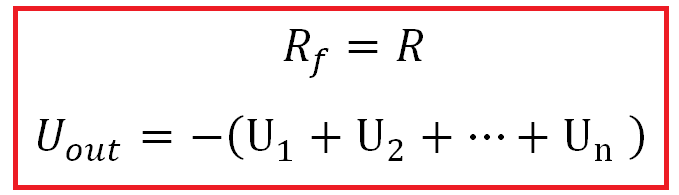 R_f = R
U_out = −(U_1 + U_2 + ⋯ + U_n )